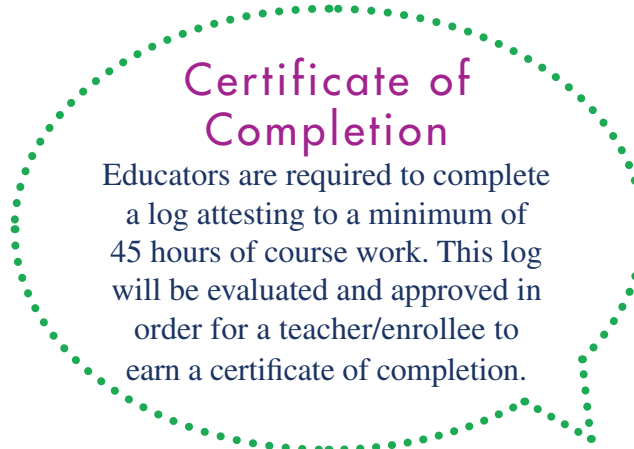 Certificate of
Completion
Educators are required to complete
a log attesting to a minimum of
45 hours of course work. This log
will be evaluated and approved in
order for a teacher/enrollee to
earn a certificate of completion.